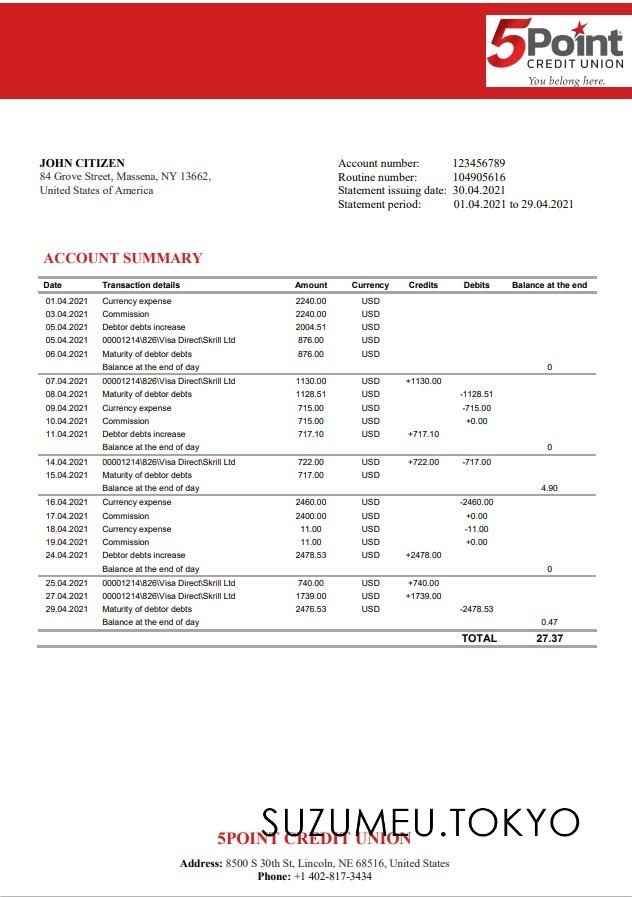 5Point
CREDIT UNION
You belong here.
JOHN CITIZEN
84 Grove Street, Massena, NY 13662,
United States of America
Account number: 123456789
Routine number: 104905616
Statement issuing date: 30.04.2021
Statement period: 01.04.2021 to 29.04.2021
ACCOUNT SUMMARY
Date Transaction details Amount Currency Credits Debits Balance at the end
01.04.2021 Currency expense 2240.00 USD
03.04.2021 Commission 2240.00 USD
05.04.2021 Debtor debts increase 2004.51 USD
05.04.2021 00001214\826\Visa Direct\Skrill Ltd 876.00 USD
06.04.2021 Maturity of debtor debts 876.00 USD
Balance at the end of day 0
07.04.2021 00001214\826\Visa Direct\Skrill Ltd 1130.00 USD +1130.00
08.04.2021 Maturity of debtor debts 1128.51 USD -1128.51
09.04.2021 Currency expense 715.00 USD -715.00
10.04.2021 Commission 715.00 USD +0.00
11.04.2021 Debtor debts increase 717.10 USD +717.10
Balance at the end of day 0
14.04.2021 00001214\826\Visa Direct\Skrill Ltd 722.00 USD +722.00 -717.00
15.04.2021 Maturity of debtor debts 717.00 USD
Balance at the end of day 4.90
16.04.2021 Currency expense 2460.00 USD -2460.00
17.04.2021 Commission 2400.00 USD +0.00
18.04.2021 Currency expense 11.00 USD -11.00
19.04.2021 Commission 11.00 USD +0.00
24.04.2021 Debtor debts increase 2478.53 USD +2478.00
Balance at the end of day 0
25.04.2021 00001214\826\Visa Direct\Skrill Ltd 740.00 USD +740.00
27.04.2021 00001214\826\Visa Direct\Skrill Ltd 1739.00 USD +1739.00
29.04.2021 Maturity of debtor debts 2476.53 USD -2478.53
Balance at the end of day 0.47
TOTAL 27.37
SUZUMEU.TOKYO
5POINT CREDIT UNION
Address: 8500 S 30th St, Lincoln, NE 68516, United States
Phone: +1 402-817-3434